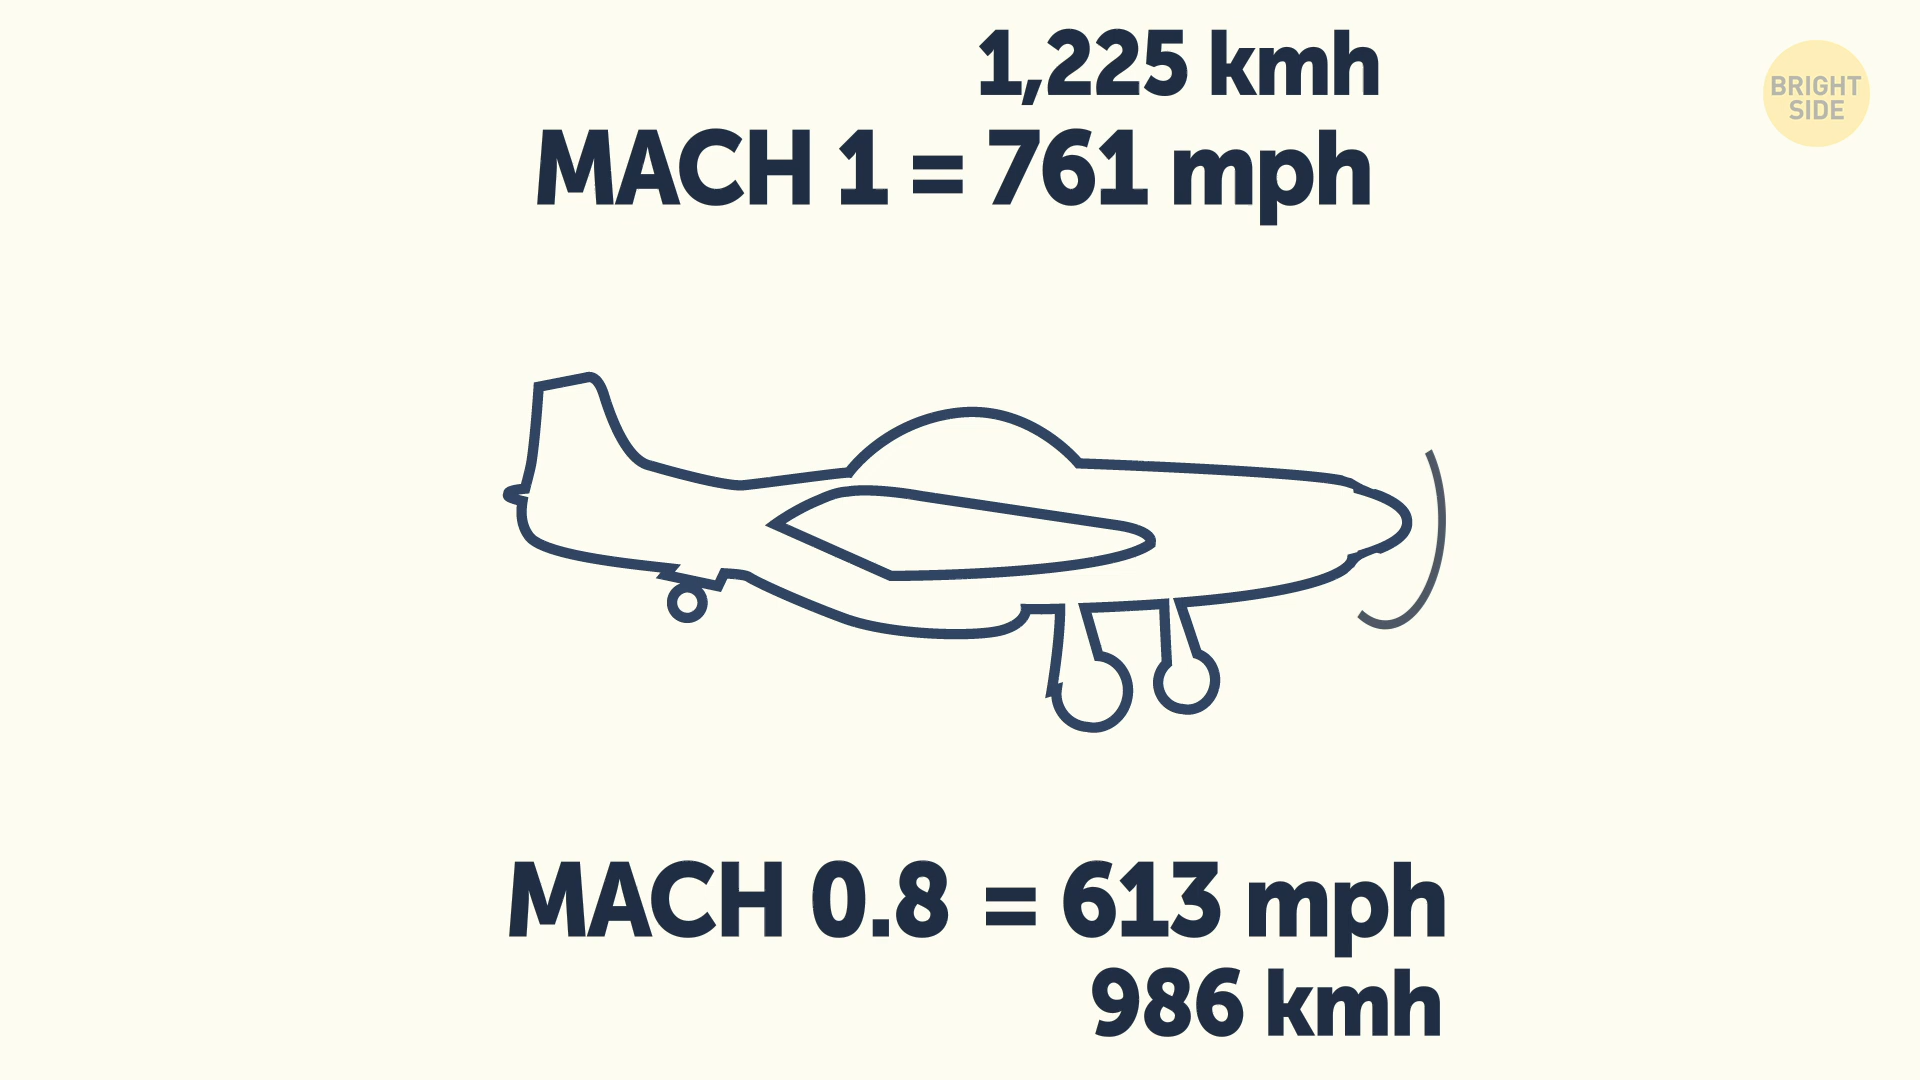 1,225 kmh
MACH 1 = 761 mph
BRIGHT
SIDE
MACH 0.8 = 613 mph
986 kmh